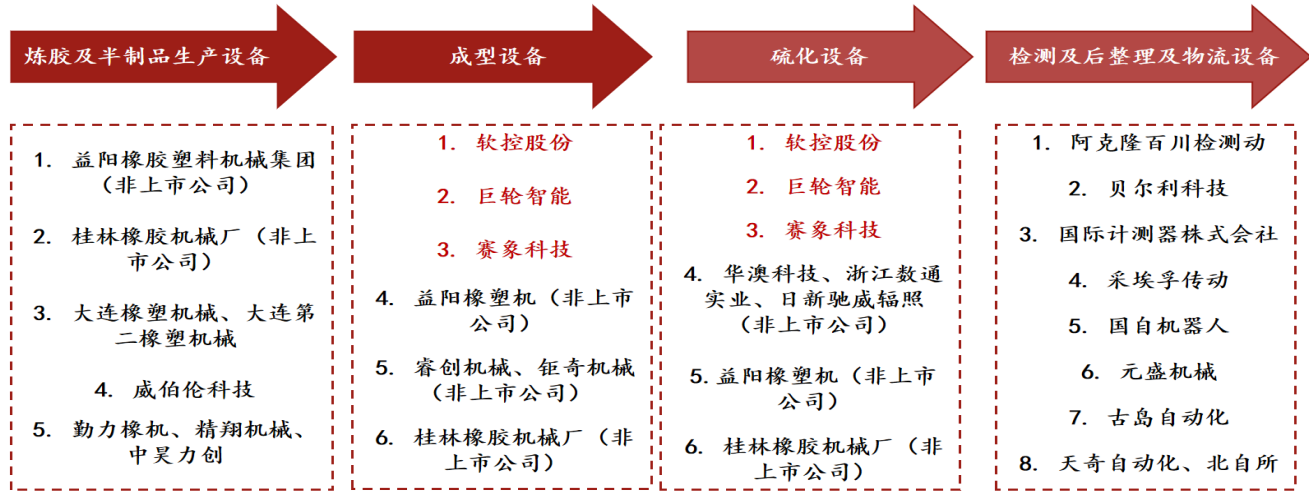 炼胶及半制品生产设备
成型设备
硫化设备
检测及后整理及物流设备
1. 益阳橡胶塑料机械集团
（非上市公司）
2. 桂林橡胶机械厂（非上
市公司）
3. 大连橡塑机械、大连第
二橡塑机械
4. 威伯伦科技
5. 勤力橡机、精翔机械、
中昊力创
1. 软控股份
2. 巨轮智能
3. 赛象科技
4. 益阳橡塑机（非上市
公司）
5. 睿创机械、钜奇机械
（非上市公司）
6. 桂林橡胶机械厂（非
上市公司）
1. 软控股份
2. 巨轮智能
3. 赛象科技
4. 华澳科技、浙江数通
实业、日新驰威辐照
（非上市公司）
5. 益阳橡塑机（非上市
公司）
6. 桂林橡胶机械厂（非
上市公司）
1. 阿克隆百川检测动
2. 贝尔利科技
3. 国际计测器株式会社
4. 采埃孚传动
5. 国自机器人
6. 元盛机械
7. 古岛自动化
8. 天奇自动化、北自所